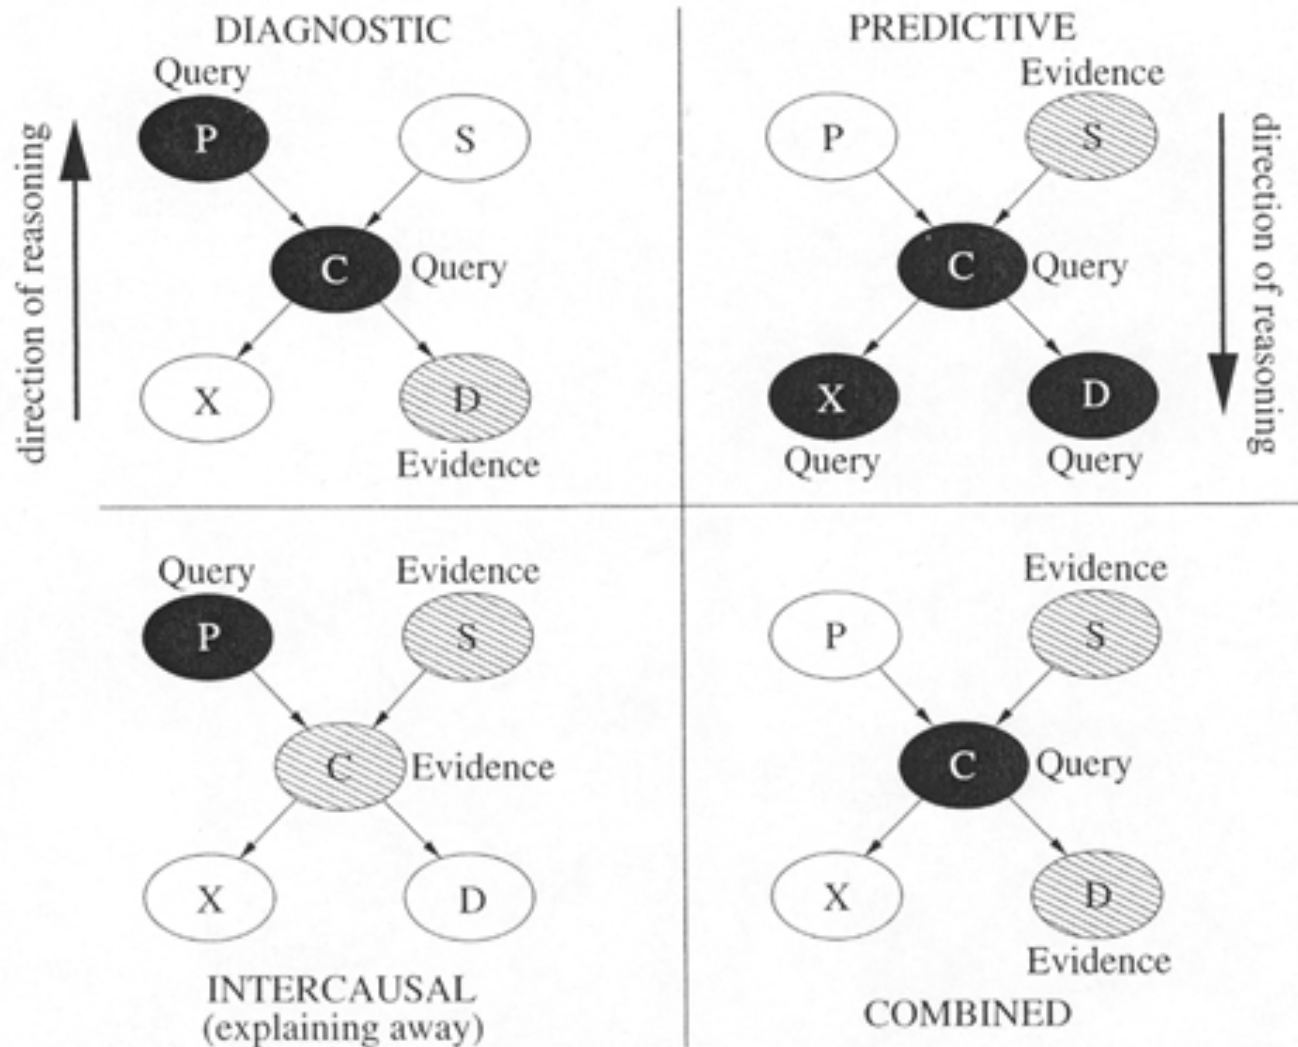 DIAGNOSTIC
Query
P
S
C
Query
X
D
Evidence
direction of reasoning
PREDICTIVE
Evidence
P
S
C
Query
X
D
Query
Query
direction of reasoning
Query
Evidence
P
S
C
Evidence
X
D
INTERCAUSAL
(explaining away)
Evidence
P
S
C
Query
X
D
Evidence
COMBINED